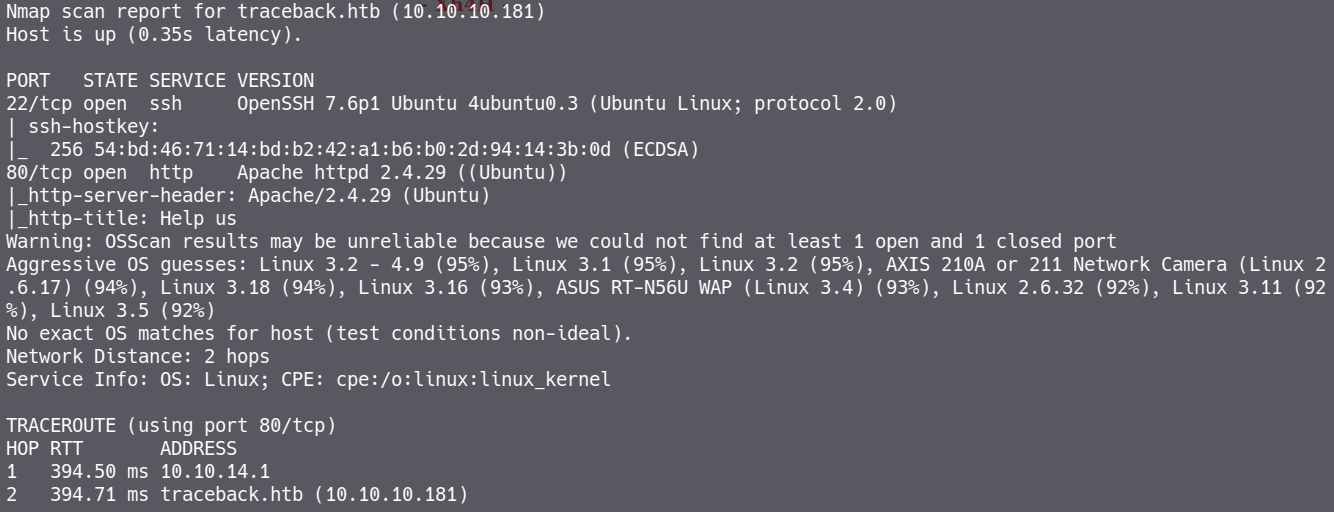 Nmap scan report for traceback.htb (10.10.10.181)
Host is up (0.35s latency).
PORT   STATE SERVICE VERSION
22/tcp open  ssh     OpenSSH 7.6p1 Ubuntu 4ubuntu0.3 (Ubuntu Linux; protocol 2.0)
| ssh-hostkey:
|_  256 54:bd:46:71:14:bd:b2:42:a1:b6:b0:2d:94:14:3b:0d (ECDSA)
80/tcp open  http    Apache httpd 2.4.29 ((Ubuntu))
|_http-server-header: Apache/2.4.29 (Ubuntu)
|_http-title: Help us
Warning: OSScan results may be unreliable because we could not find at least 1 open and 1 closed port
Aggressive OS guesses: Linux 3.2 - 4.9 (95%), Linux 3.1 (95%), Linux 3.2 (95%), AXIS 210A or 211 Network Camera (Linux 2
.6.17) (94%), Linux 3.18 (94%), Linux 3.16 (93%), ASUS RT-N56U WAP (Linux 3.4) (93%), Linux 2.6.32 (92%), Linux 3.11 (92
%), Linux 3.5 (92%)
No exact OS matches for host (test conditions non-ideal).
Network Distance: 2 hops
Service Info: OS: Linux; CPE: cpe:/o:linux:linux_kernel
TRACEROUTE (using port 80/tcp)
HOP RTT       ADDRESS
1   394.50 ms 10.10.14.1
2   394.71 ms traceback.htb (10.10.10.181)